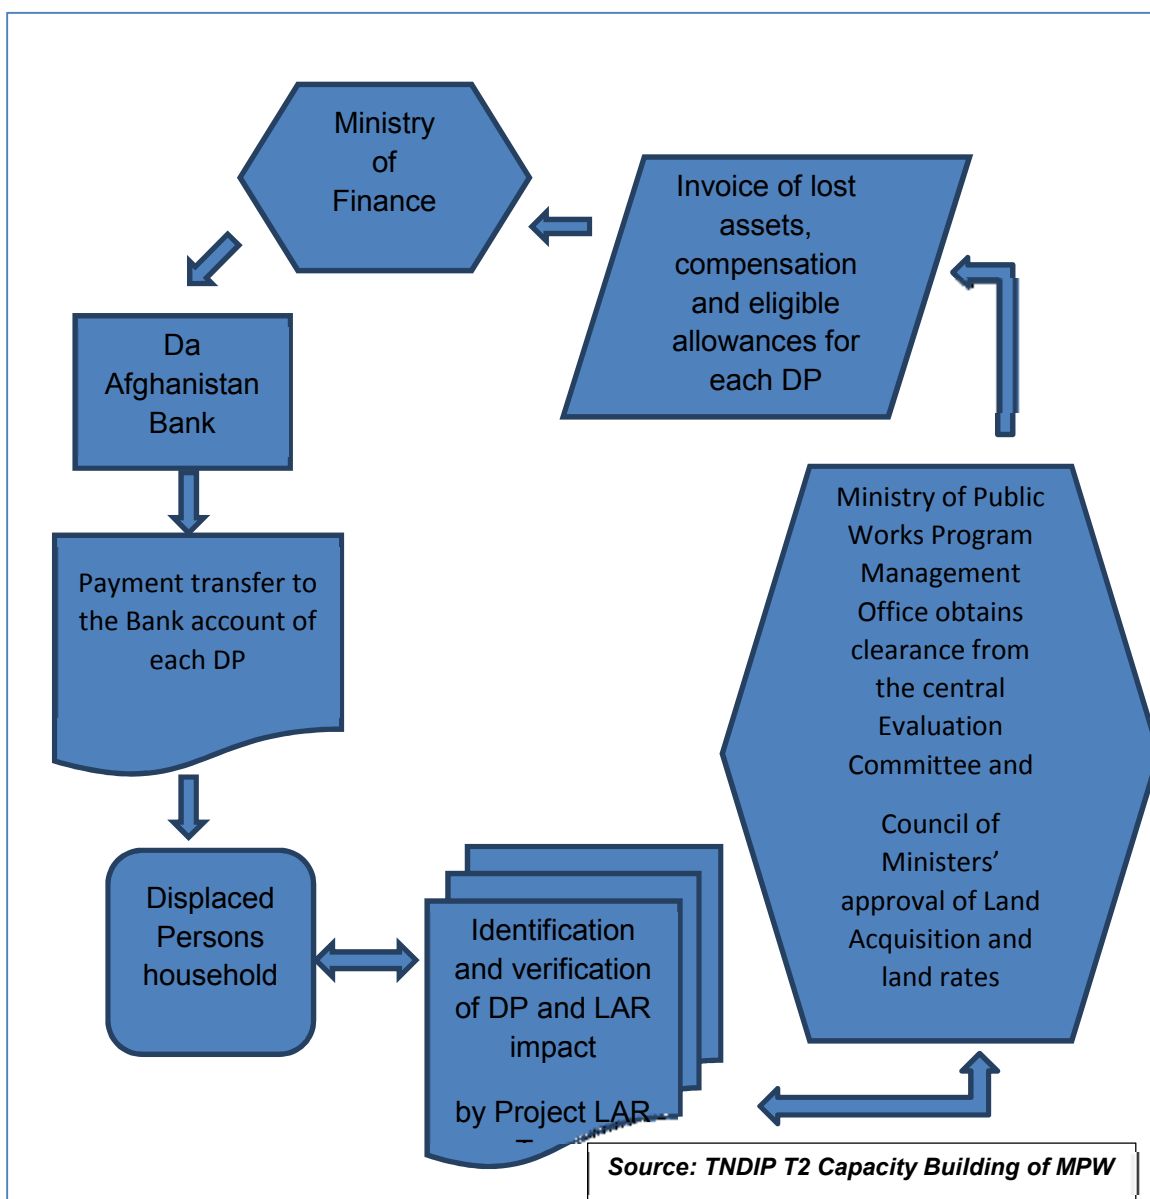 Ministry
of
Finance
Invoice of lost
assets,
compensation
and eligible
allowances for
each DP
Da
Afghanistan
Bank
Ministry of Public
Works Program
Management
Office obtains
clearance from
the central
Evaluation
Committee and
Council of
Ministers’
approval of Land
Acquisition and
land rates
Payment transfer to
the Bank account of
each DP
Displaced
Persons
household
Identification
and verification
of DP and LAR
impact
by Project LAR
Source: TNDIP T2 Capacity Building of MPW